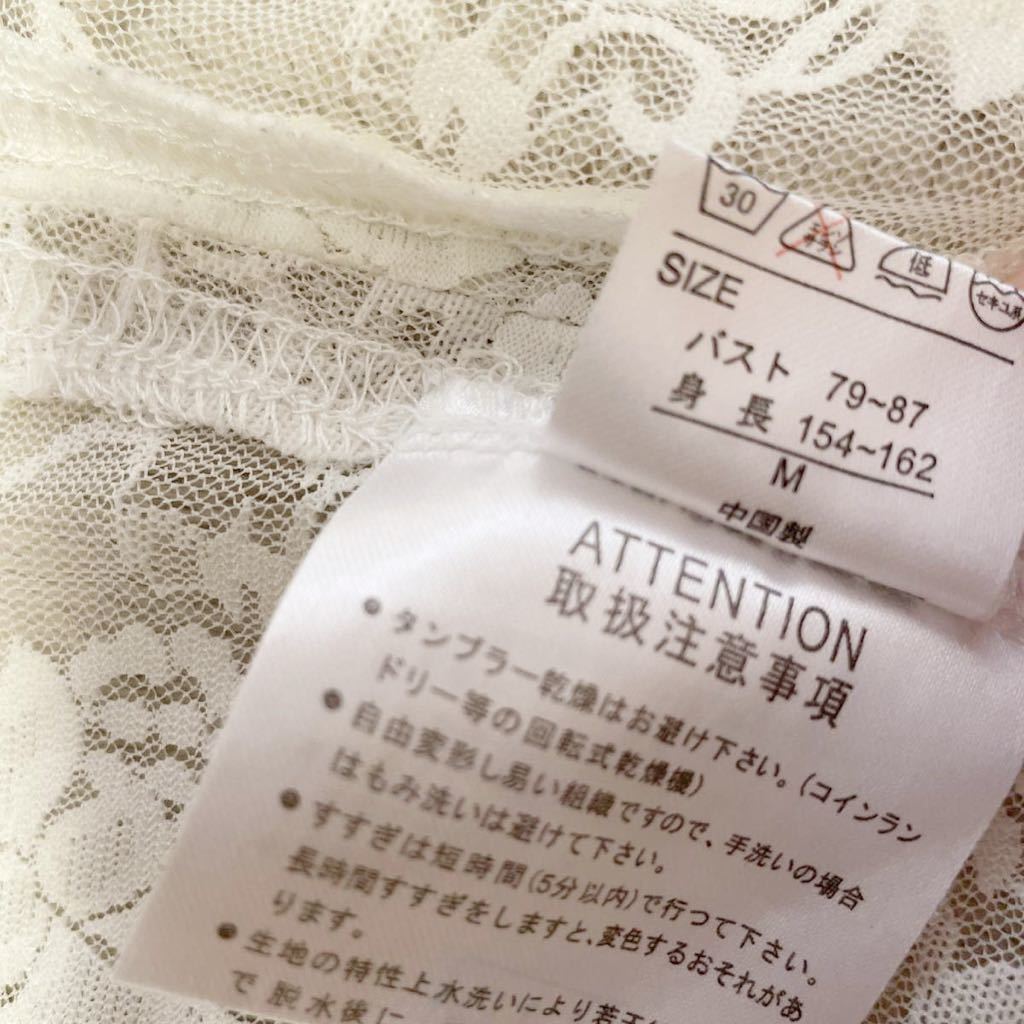 30
低
セキユ系
SIZE
バスト 79~87
身 長 154~162
M
中国製
ATTENTION
取扱注意事項
● タンブラー乾燥はお避け下さい。(コインラン
ドリー等の回転式乾燥機)
● 自由変形し易い組織ですので、手洗いの場合
はもみ洗いは避けて下さい。
● すすぎは短時間(5分以内)で行つて下さい。
長時間すすぎをしますと、変色するおそれがあ
ります。
● 生地の特性上水洗いにより若干
で 脱水後に